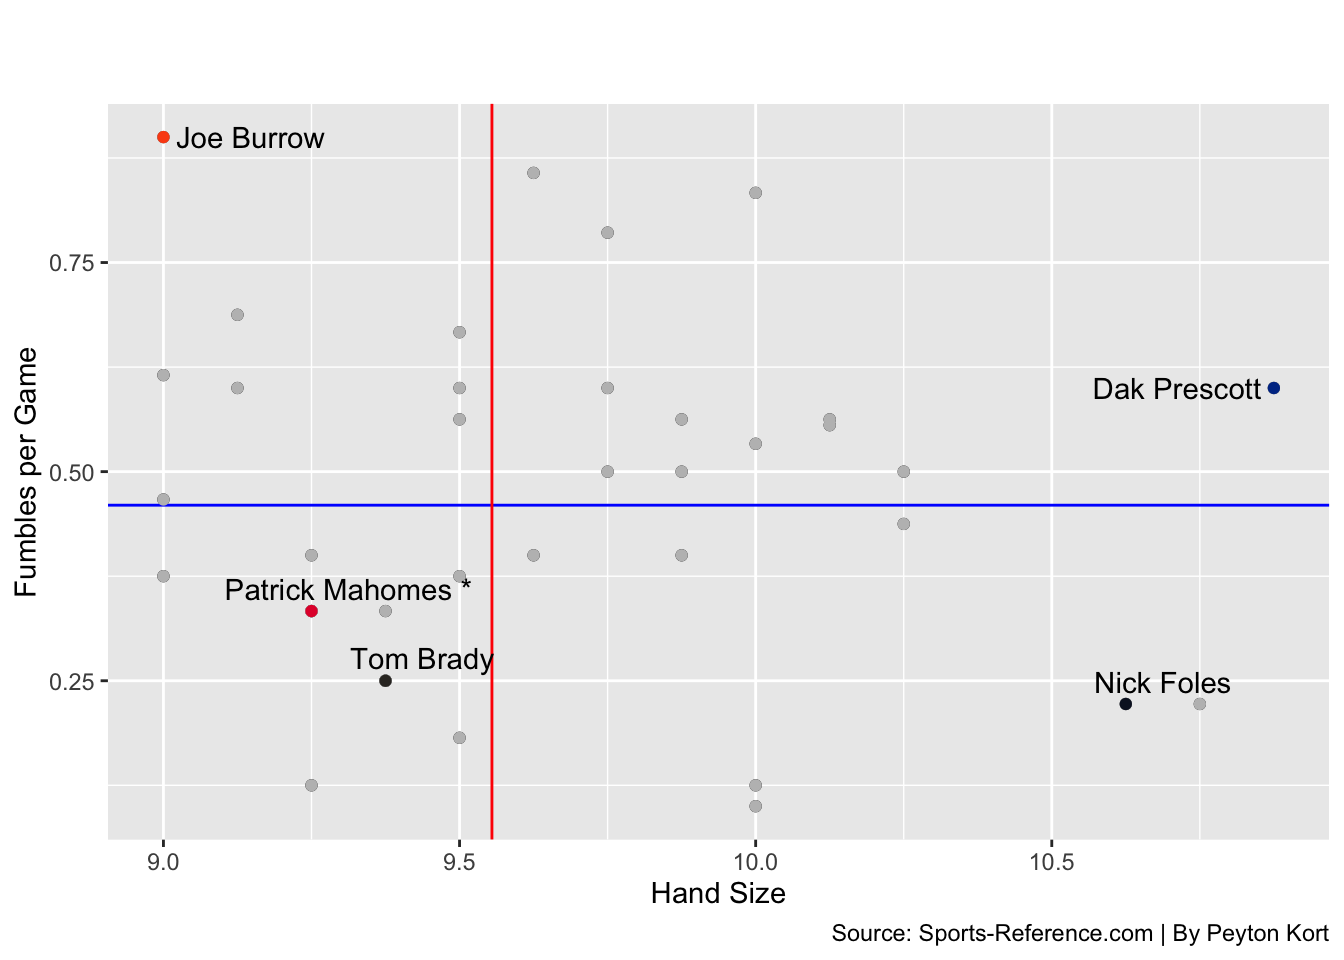 Joe Burrow
0.75
Dak Prescott
0.50
Patrick Mahomes *
Tom Brady
0.25
Nick Foles
Fumbles per Game
9.0 9.5 10.0 10.5
Hand Size
Source: Sports-Reference.com | By Peyton Kort